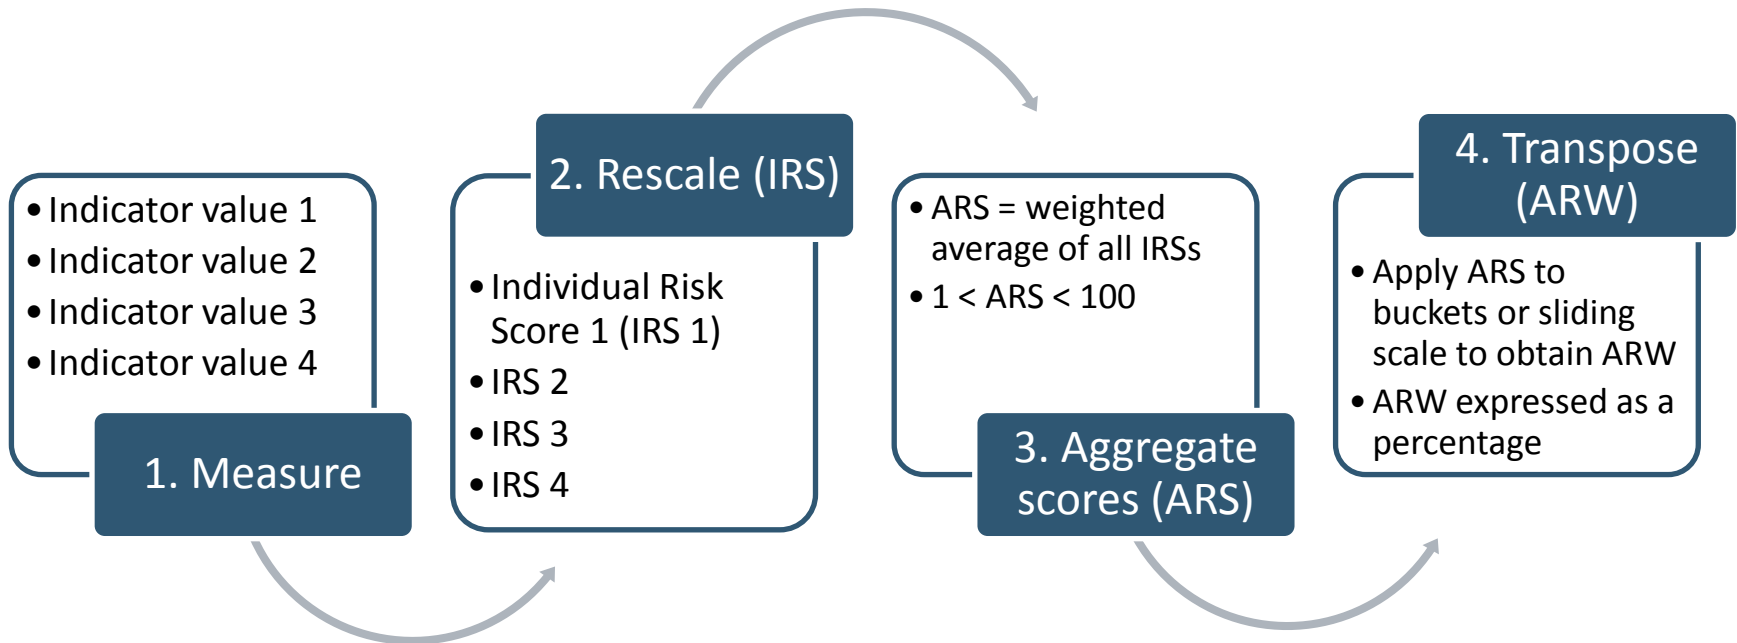 • Indicator value 1
• Indicator value 2
• Indicator value 3
• Indicator value 4
1. Measure
2. Rescale (IRS)
• Individual Risk
Score 1 (IRS 1)
• IRS 2
• IRS 3
• IRS 4
• ARS = weighted
average of all IRSs
• 1 < ARS < 100
3. Aggregate
scores (ARS)
4. Transpose
(ARW)
• Apply ARS to
buckets or sliding
scale to obtain ARW
• ARW expressed as a
percentage